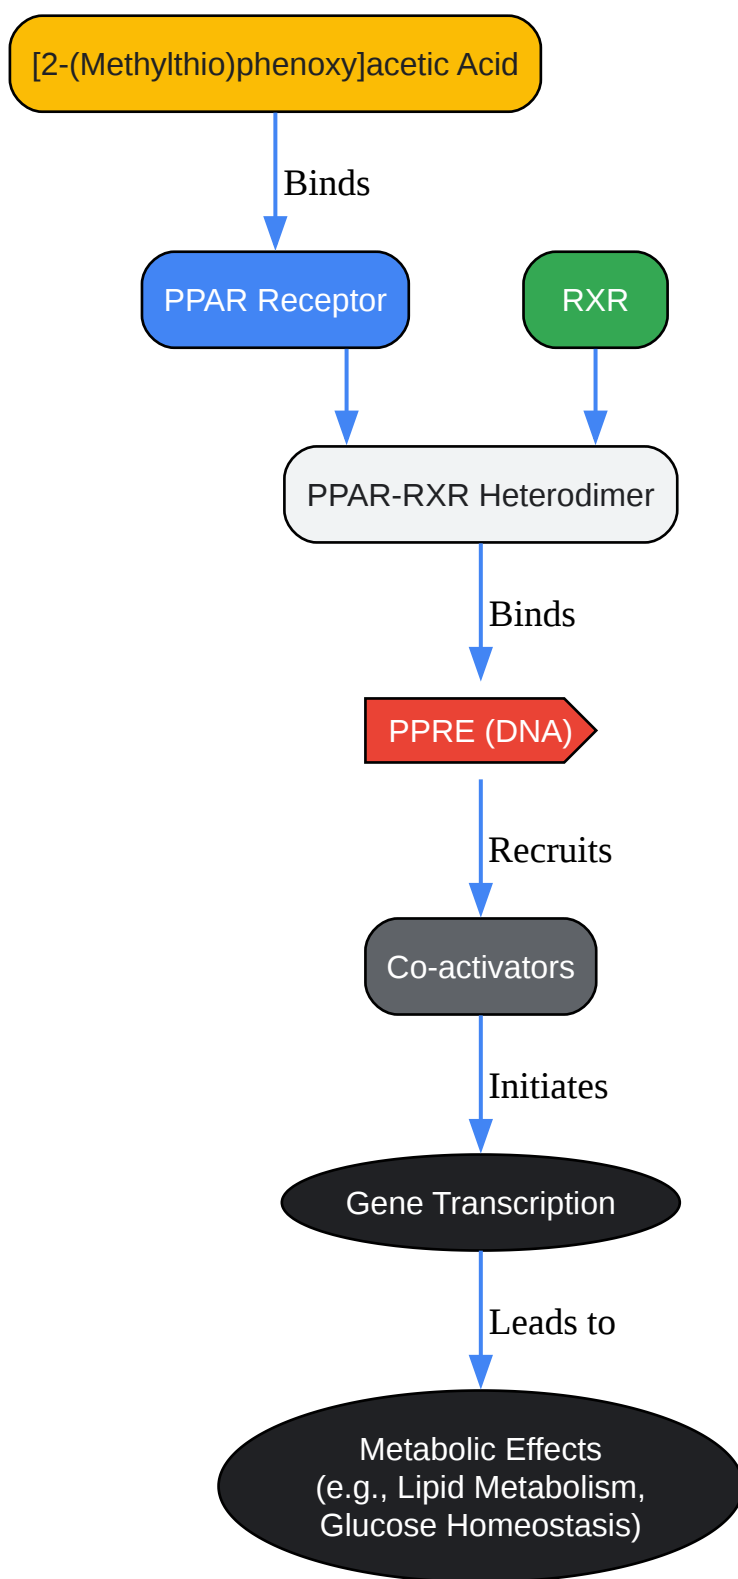 [2-(Methylthio)phenoxy]acetic Acid
Binds
PPAR Receptor
RXR
PPAR-RXR Heterodimer
Binds
PPRE (DNA)
Recruits
Co-activators
Initiates
Gene Transcription
Leads to
Metabolic Effects
(e.g., Lipid Metabolism,
Glucose Homeostasis)